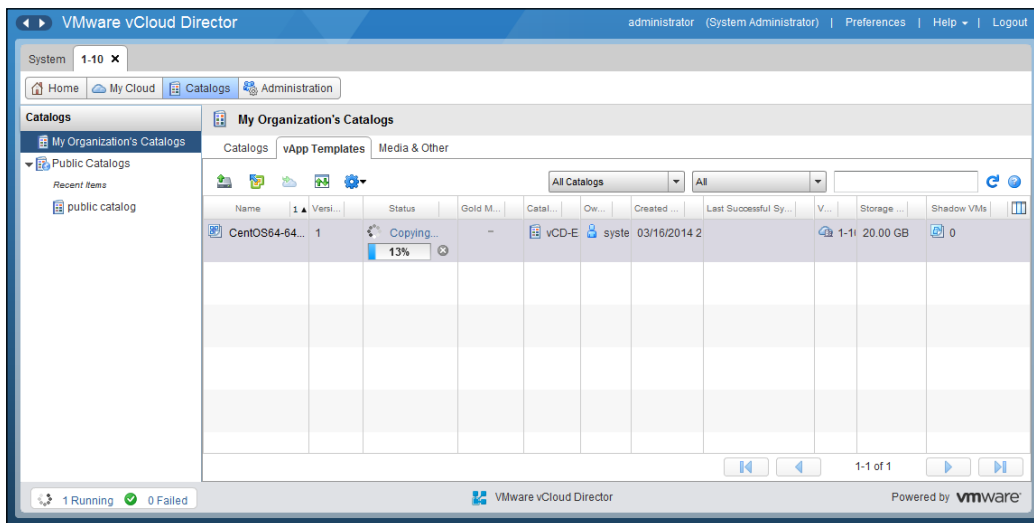 VMware vCloud Director
administrator (System Administrator) | Preferences | Help | Logout
System
1-10
Home
My Cloud
Catalogs
Administration
Catalogs
My Organization's Catalogs
Public Catalogs
Recent Items
public catalog
My Organization's Catalogs
Catalogs
vApp Templates
Media & Other
All Catalogs
All
Name 1 Versi... Status Gold M... Catal... Ow... Created ... Last Successful Sy... V... Storage ... Shadow VMs
CentOS64-64... 1 Copying... - vCD-E syste 03/16/2014 2 1-1 20.00 GB 0
13%
1-1 of 1
1 Running 0 Failed
VMware vCloud Director
Powered by vmware